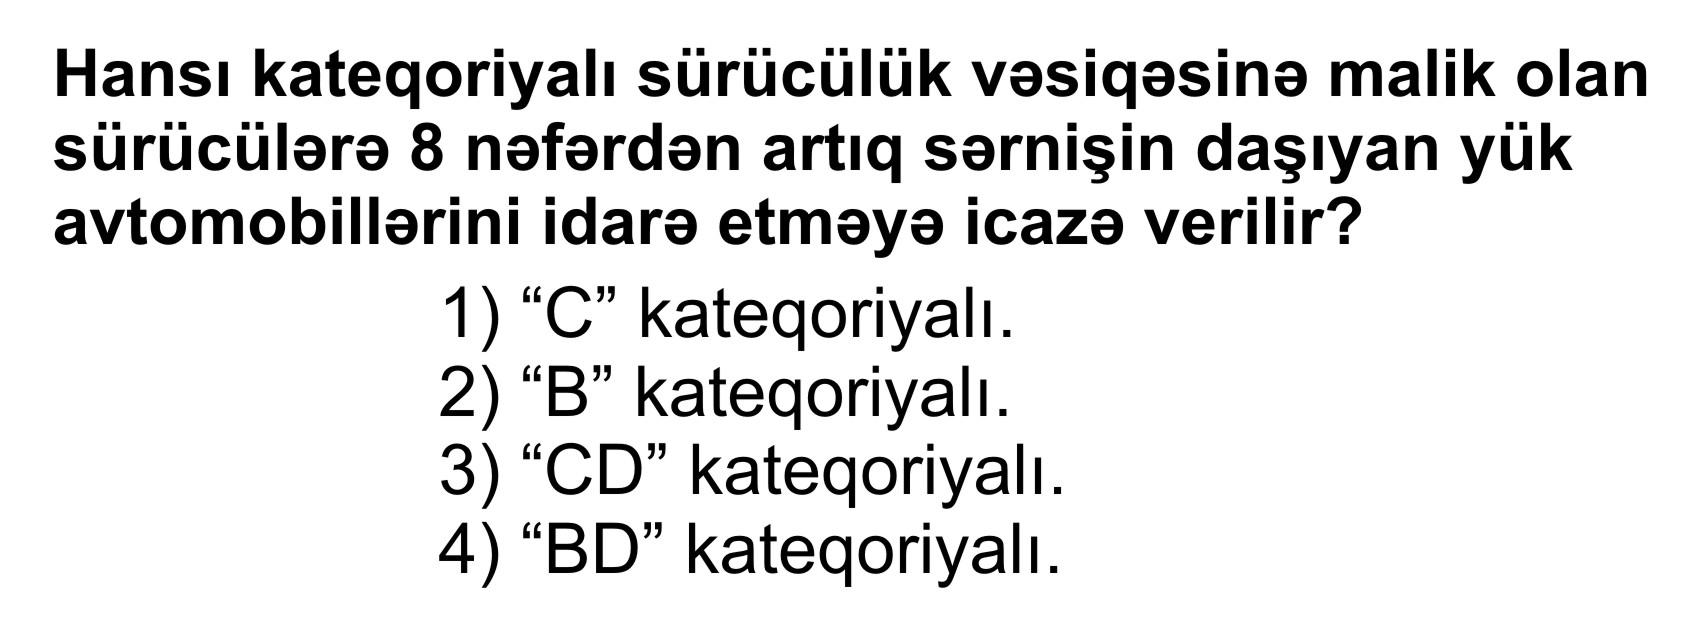 Hansı kateqoriyalı sürücülük vəsiqəsinə malik olan
sürücülərə 8 nəfərdən artıq sərnişin daşıyan yük
avtomobillərini idarə etməyə icazə verilir?
1) “C” kateqoriyalı.
2) “B” kateqoriyalı.
3) “CD” kateqoriyalı.
4) “BD” kateqoriyalı.